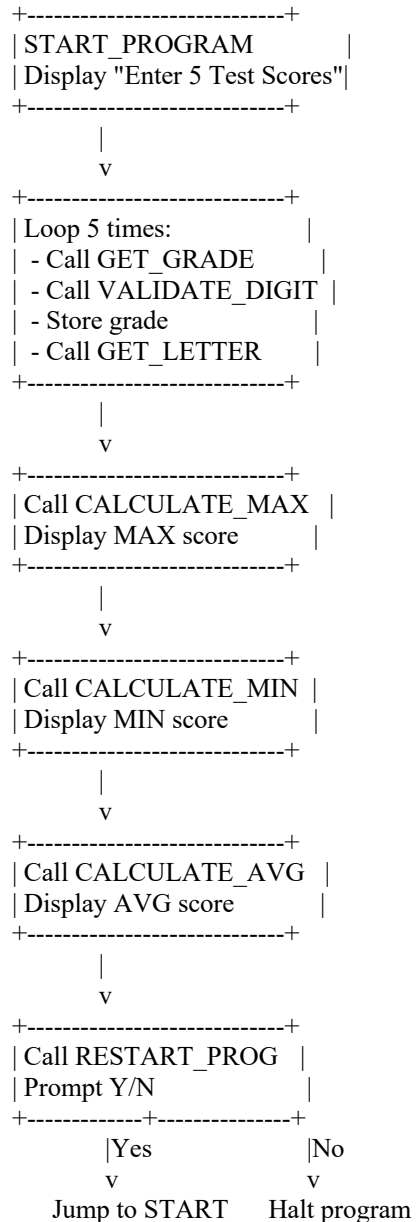 +-----------------------------+
| START_PROGRAM |
| Display "Enter 5 Test Scores"|
+-----------------------------+
|
v
+-----------------------------+
| Loop 5 times: |
| - Call GET_GRADE |
| - Call VALIDATE_DIGIT |
| - Store grade |
| - Call GET_LETTER |
+-----------------------------+
|
v
+-----------------------------+
| Call CALCULATE_MAX |
| Display MAX score |
+-----------------------------+
|
v
+-----------------------------+
| Call CALCULATE_MIN |
| Display MIN score |
+-----------------------------+
|
v
+-----------------------------+
| Call CALCULATE_AVG |
| Display AVG score |
+-----------------------------+
|
v
+-----------------------------+
| Call RESTART_PROG |
| Prompt Y/N |
+-------------+----------------+
|Yes |No
v v
Jump to START Halt program